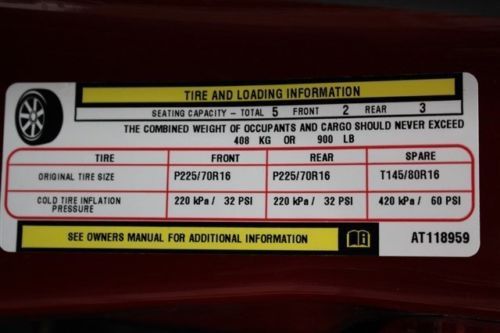 TIRE AND LOADING INFORMATION
SEATING CAPACITY - TOTAL 5 FRONT 2 REAR 3
THE COMBINED WEIGHT OF OCCUPANTS AND CARGO SHOULD NEVER EXCEED
408 KG OR 900 LB
TIRE FRONT REAR SPARE
ORIGINAL TIRE SIZE P225/70R16 P225/70R16 T145/80R16
COLD TIRE INFLATION PRESSURE 220 kPa / 32 PSI 220 kPa / 32 PSI 420 kPa / 60 PSI
SEE OWNERS MANUAL FOR ADDITIONAL INFORMATION AT118959